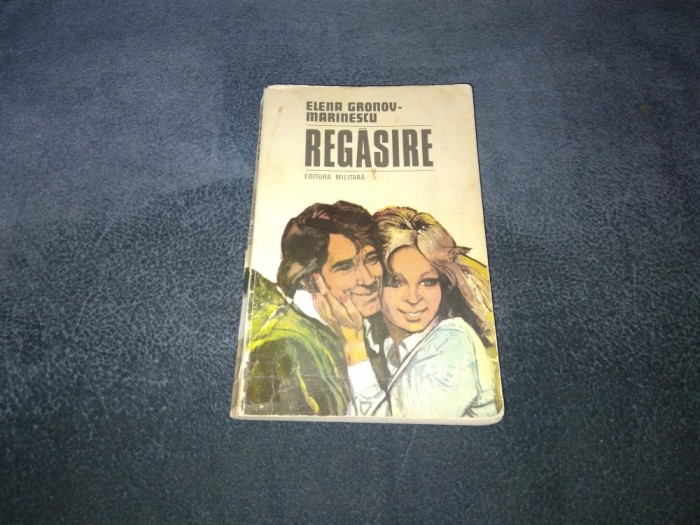 ELENA GRONOV-
MARINESCU
REGĂSIRE
EDITURA MILITARĂ